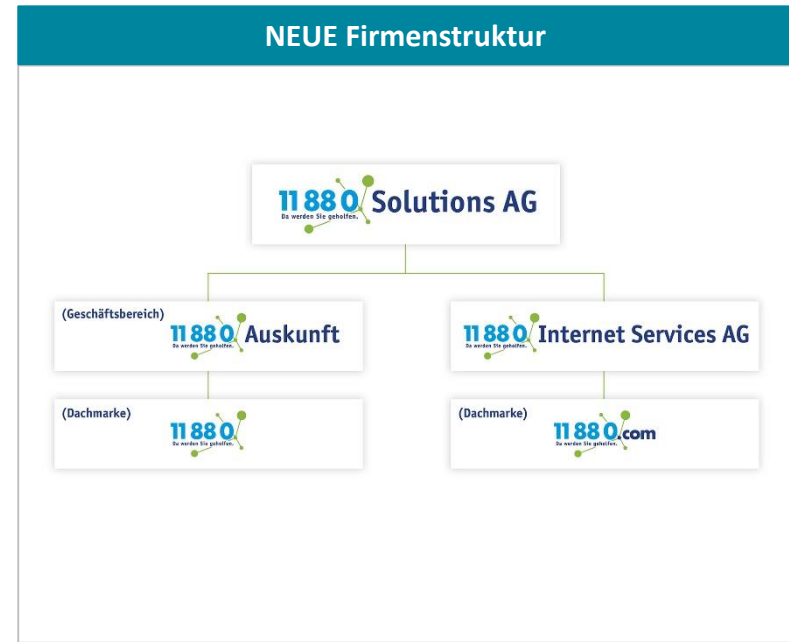 NEUE Firmenstruktur
11 88 0 Solutions AG
Da werden Sie geholfen.
(Geschäftsbereich)
11 88 0 Auskunft
Da werden Sie geholfen.
11 88 0 Internet Services AG
Da werden Sie geholfen.
(Dachmarke)
11 88 0
Da werden Sie geholfen.
(Dachmarke)
11 88 0.com
Da werden Sie geholfen.